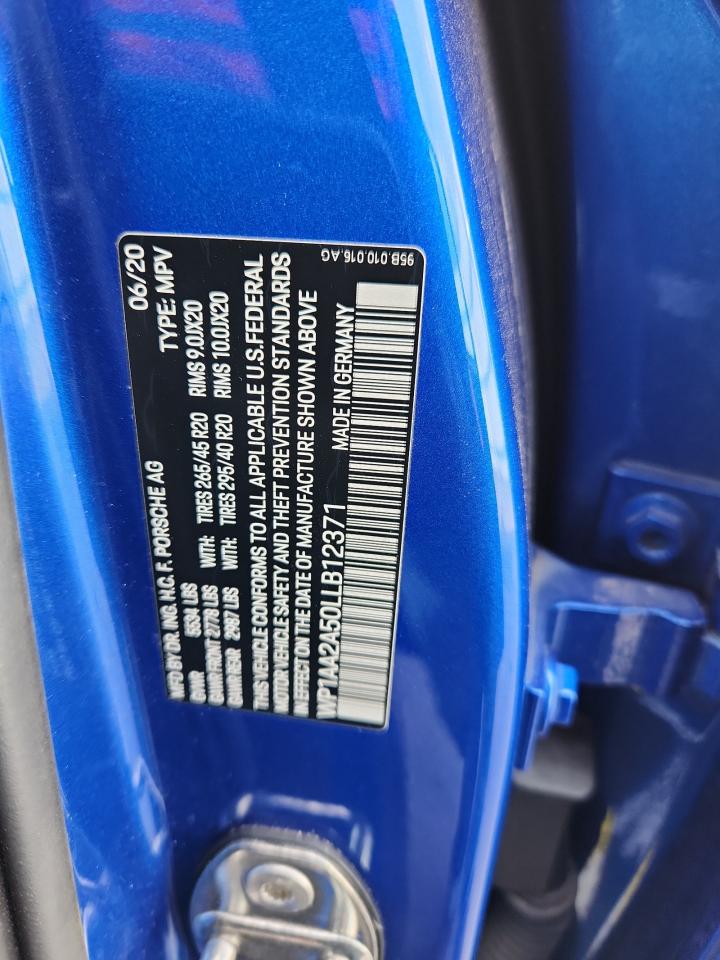 MFD BY DR. ING. H.C. F. PORSCHE AG 06/20
GVWR 5534 LBS TYPE: MPV
GAWR FRONT 2778 LBS WITH: TIRES 265/45 R20 RIMS 9.0JX20
GAWR REAR 2987 LBS WITH: TIRES 295/40 R20 RIMS 10.0JX20
THIS VEHICLE CONFORMS TO ALL APPLICABLE U.S.FEDERAL
MOTOR VEHICLE SAFETY AND THEFT PREVENTION STANDARDS
IN EFFECT ON THE DATE OF MANUFACTURE SHOWN ABOVE
WP1AA2A50LLB12371 MADE IN GERMANY
95B.010.016.AG